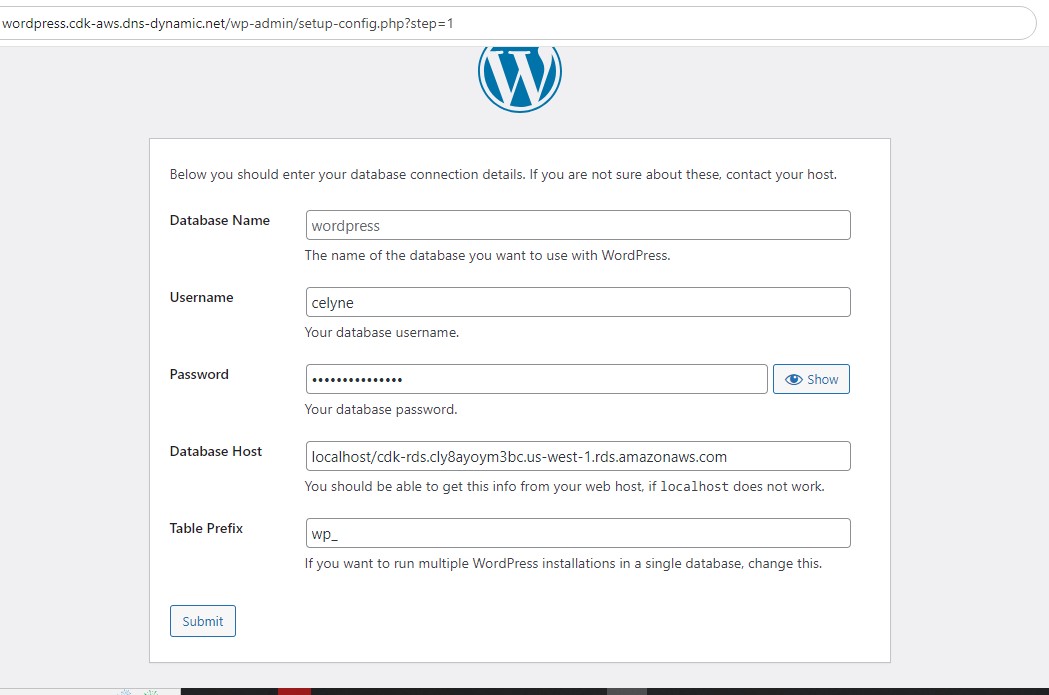 wordpress.cdk-aws.dns-dynamic.net/wp-admin/setup-config.php?step=1
Below you should enter your database connection details. If you are not sure about these, contact your host.
Database Name
wordpress
The name of the database you want to use with WordPress.
Username
celyne
Your database username.
Password
•••••••••••••••
Show
Your database password.
Database Host
localhost/cdk-rds.cly8ayoym3bc.us-west-1.rds.amazonaws.com
You should be able to get this info from your web host, if localhost does not work.
Table Prefix
wp_
If you want to run multiple WordPress installations in a single database, change this.
Submit